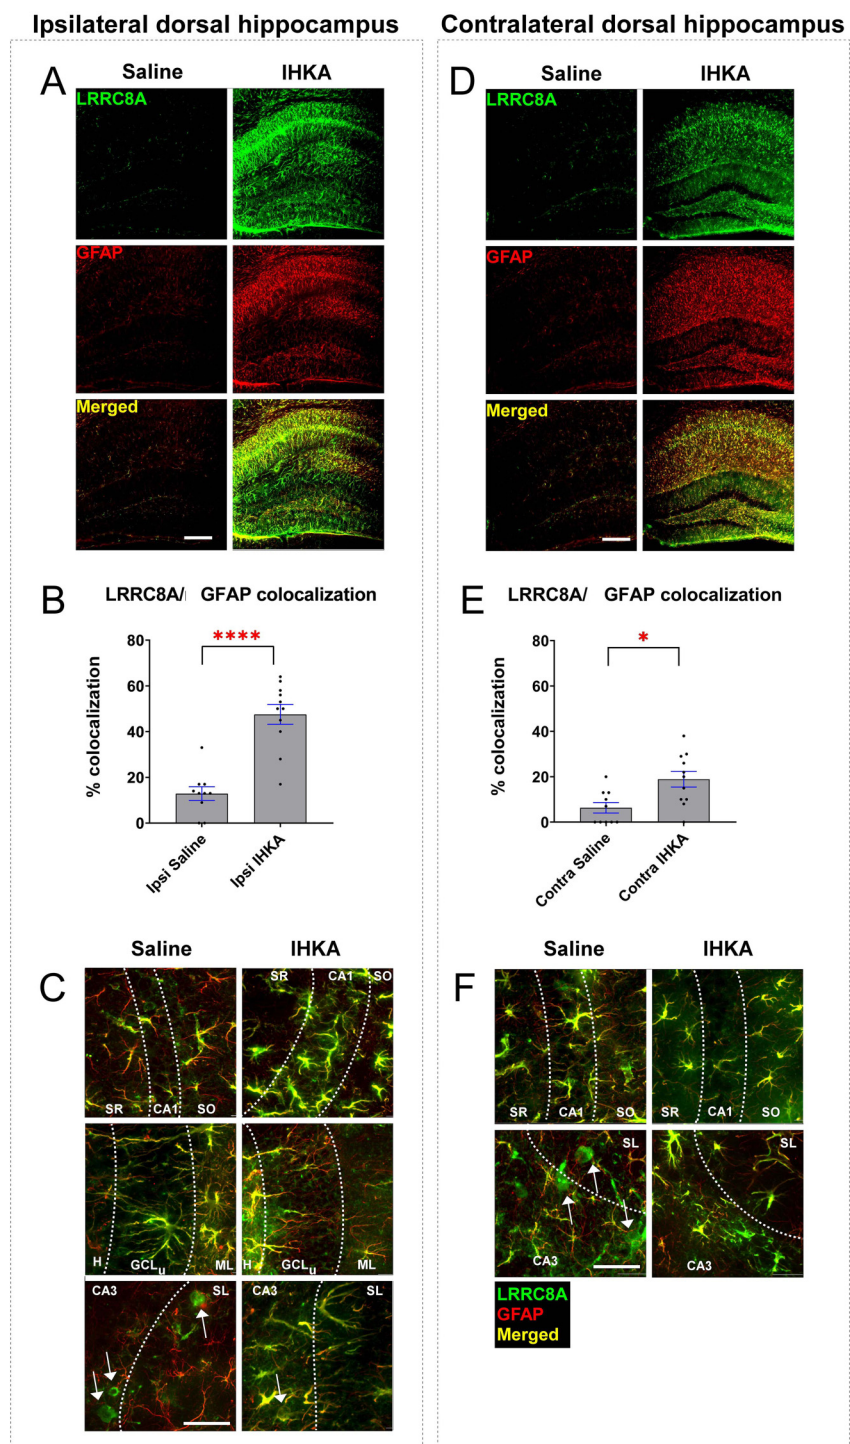 Ipsilateral dorsal hippocampus
Contralateral dorsal hippocampus
A
Saline
IHKA
LRRC8A
GFAP
Merged
D
Saline
IHKA
LRRC8A
GFAP
Merged
B
LRRC8A/ GFAP colocalization
****
% colocalization
80
60
40
20
0
Ipsi Saline
Ipsi IHKA
E
LRRC8A/ GFAP colocalization
*
% colocalization
80
60
40
20
0
Contra Saline
Contra IHKA
C
Saline
IHKA
SR CA1 SO
SR CA1 SO
H GCLu ML
H GCLu ML
CA3 SL
CA3 SL
F
Saline
IHKA
SR CA1 SO
SR CA1 SO
SL
CA3
SL
CA3
LRRC8A
GFAP
Merged